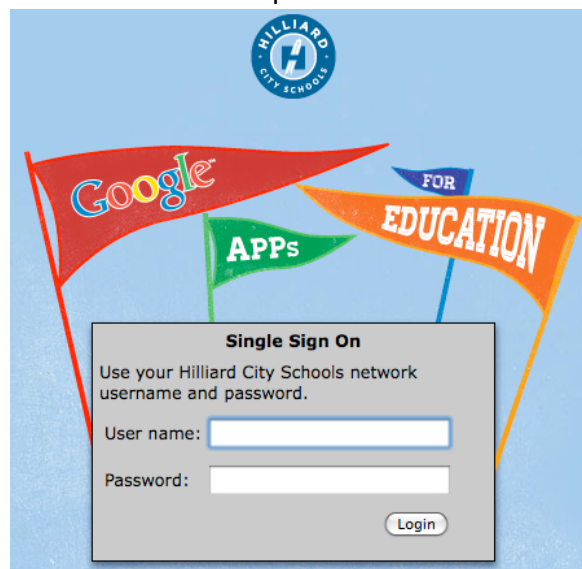 HILLIARD
H
CITY SCHOOLS
Google™
FOR
APPs
EDUCATION
Single Sign On
Use your Hilliard City Schools network
username and password.
User name:
Password:
Login